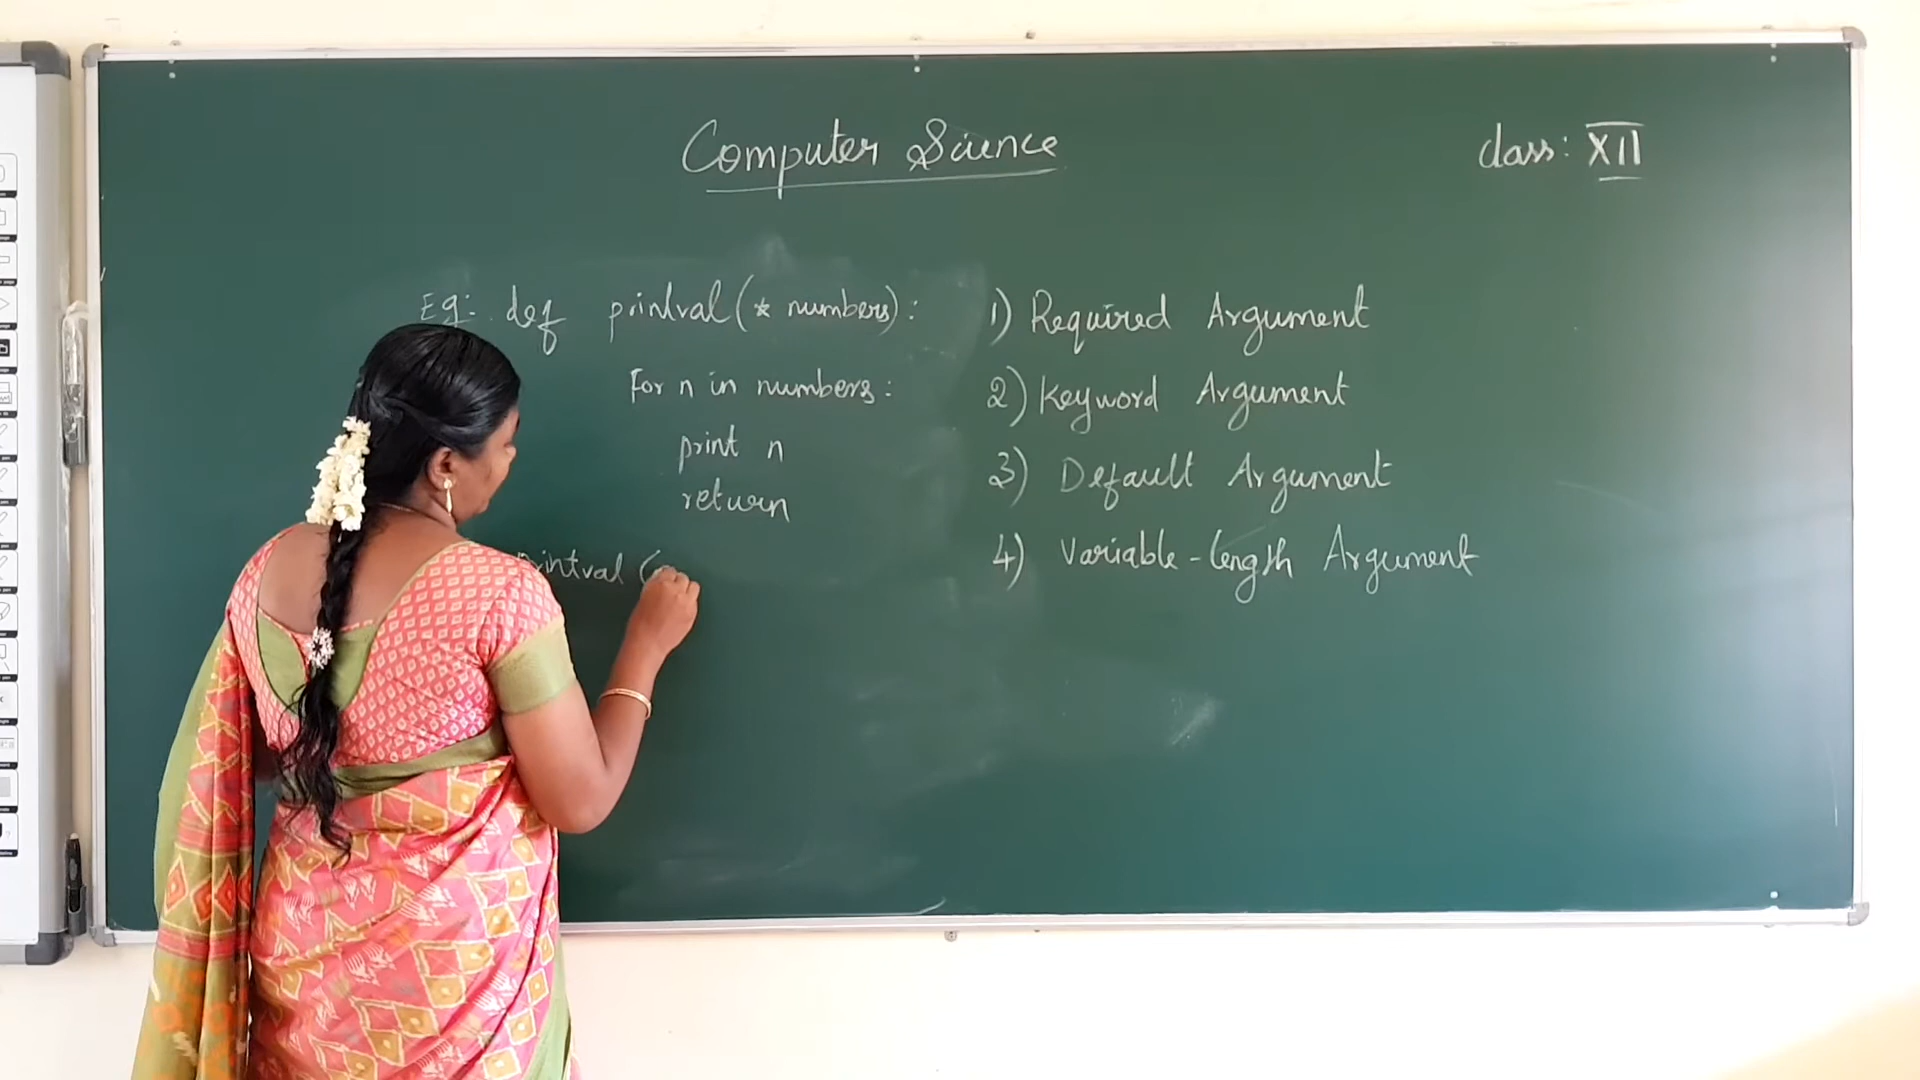 Computer Science
class: XII
Eg: def printval(* numbers):
For n in numbers:
print n
return
printval (
1) Required Argument
2) Keyword Argument
3) Default Argument
4) Variable-length Argument